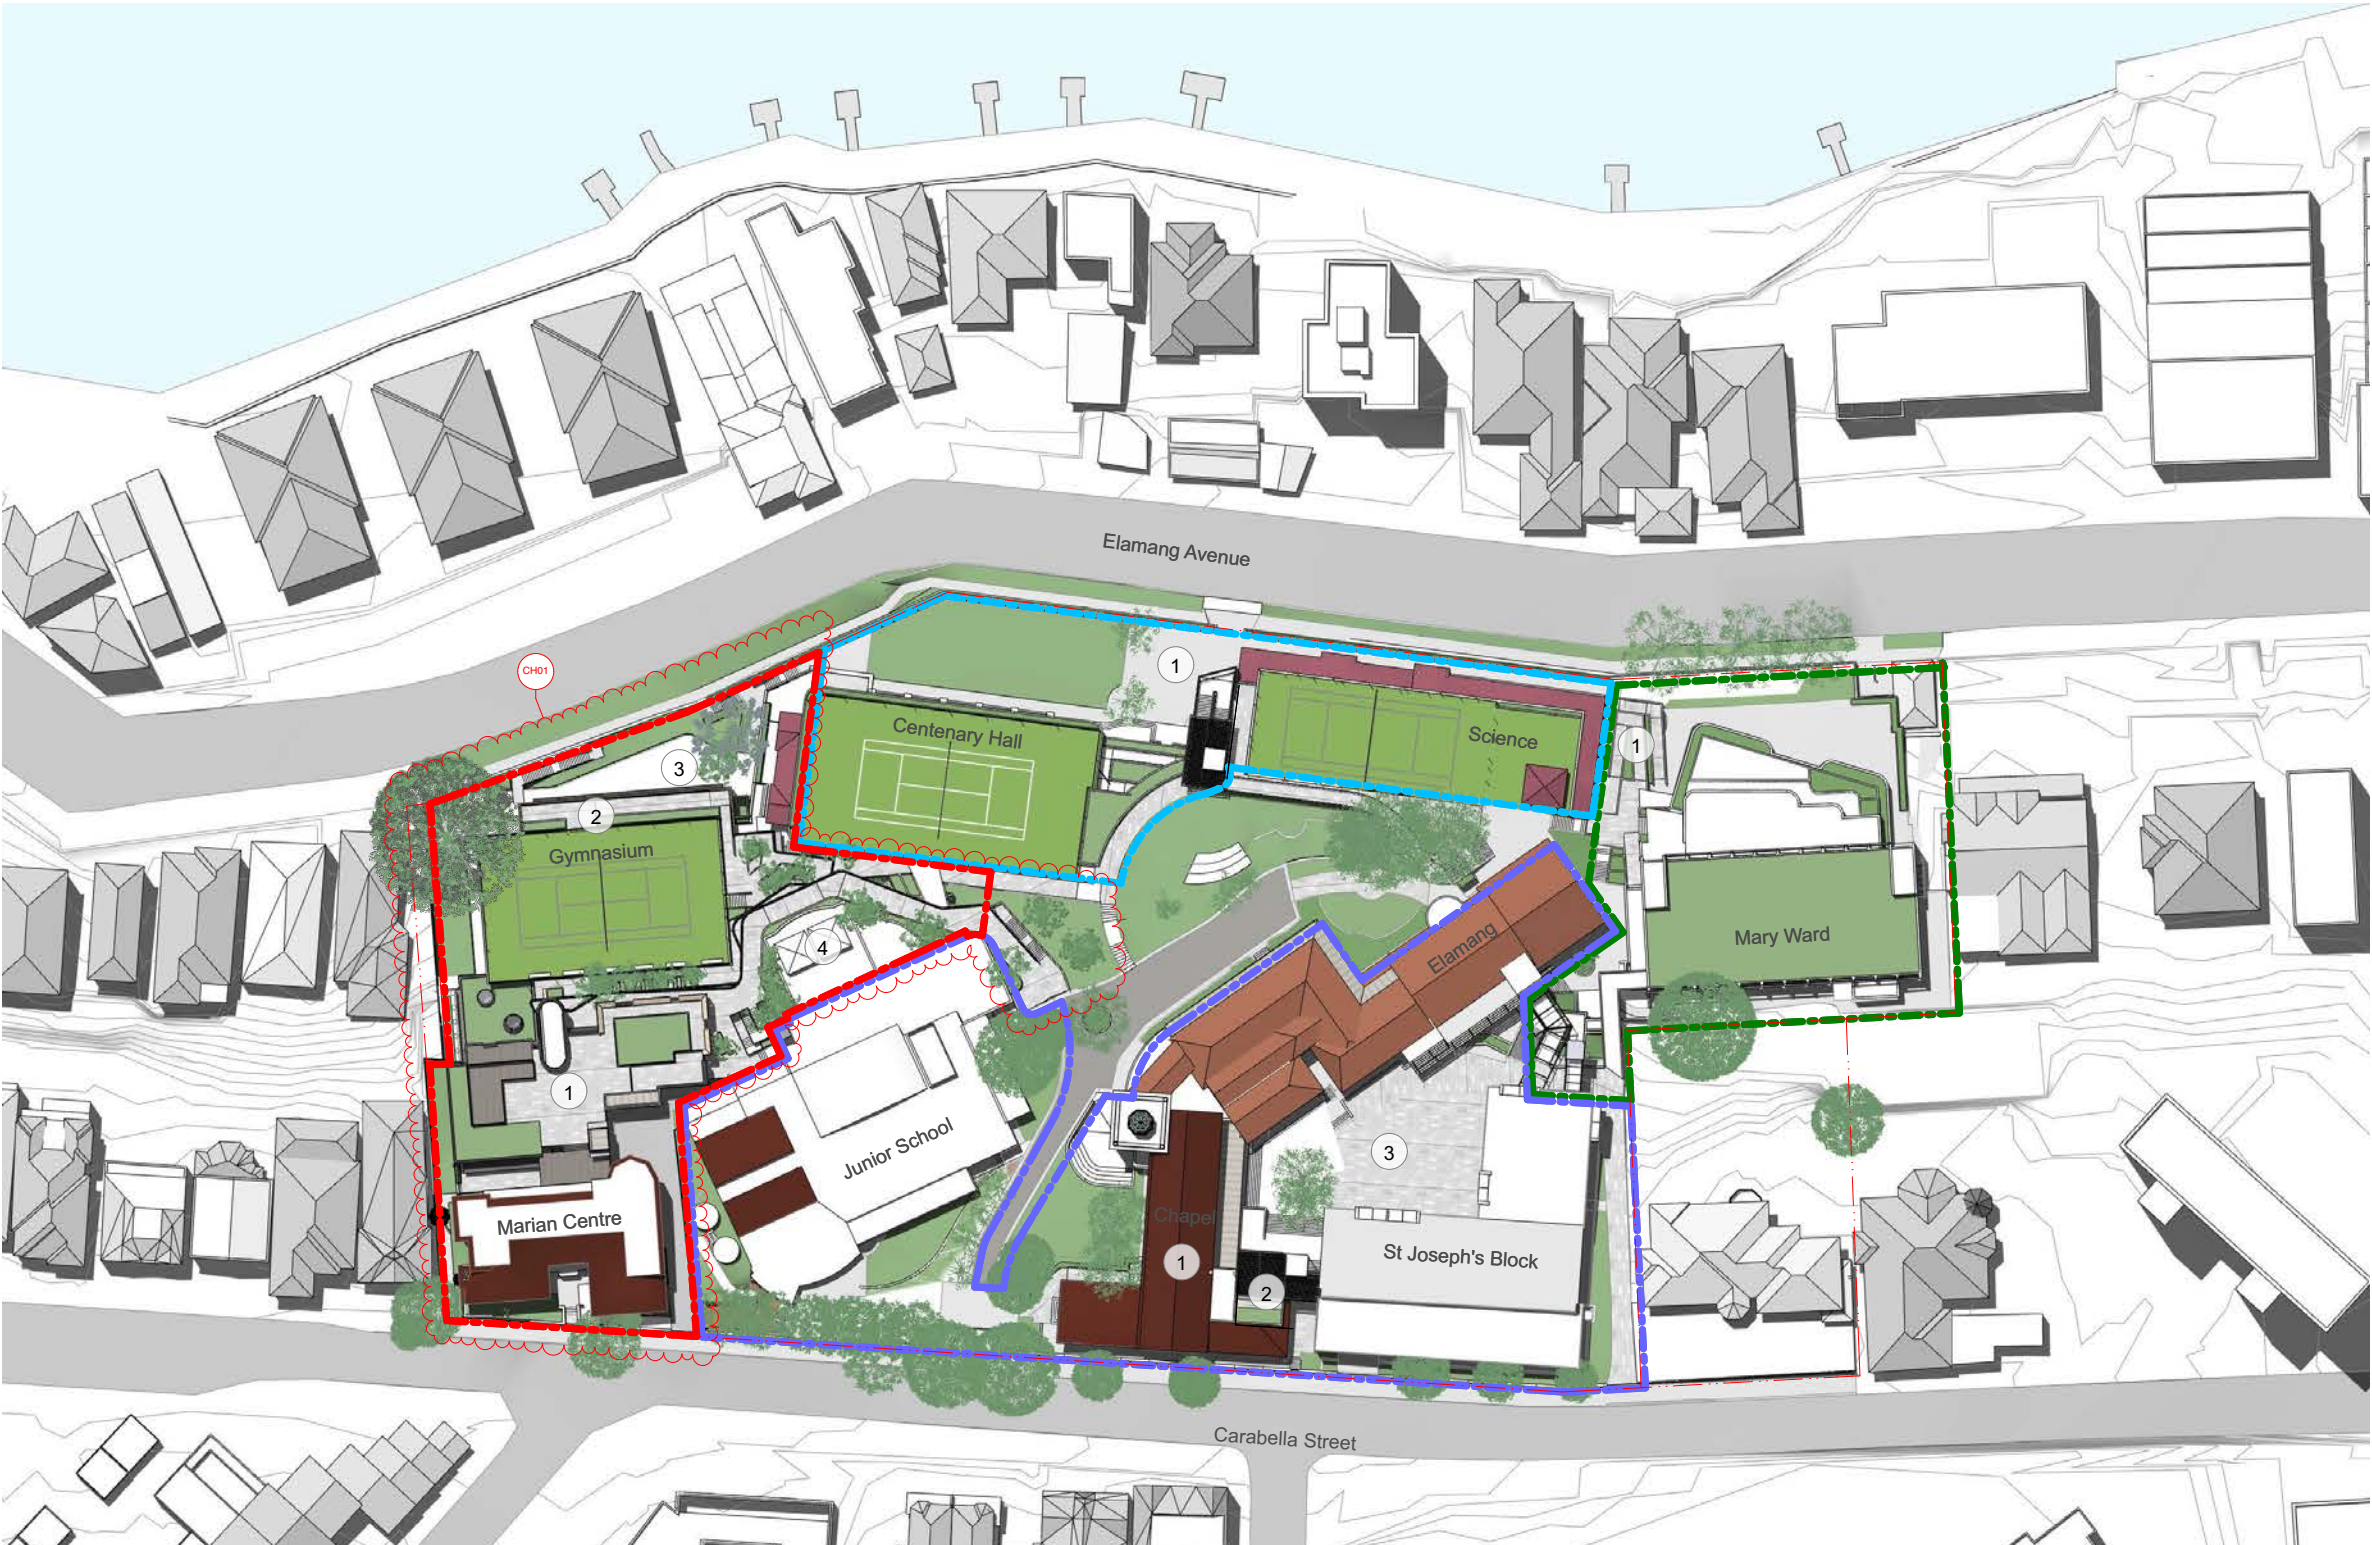 Elamang Avenue
CH01
1
Centenary Hall
Science
1
3
2
Gymnasium
Mary Ward
4
Elamang
1
Junior School
3
Marian Centre
Chapel
1
St Joseph's Block
2
Carabella Street